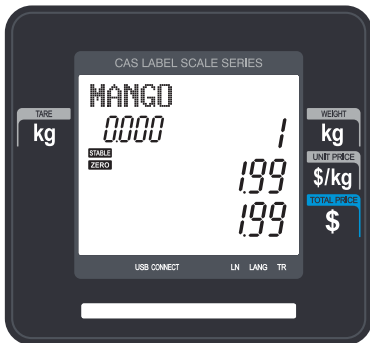 CAS LABEL SCALE SERIES
MANGO
TARE
kg
0.000
1
WEIGHT
kg
STABLE
ZERO
1.99
UNIT PRICE
$/kg
1.99
TOTAL PRICE
$
USB CONNECT LN LANG TR